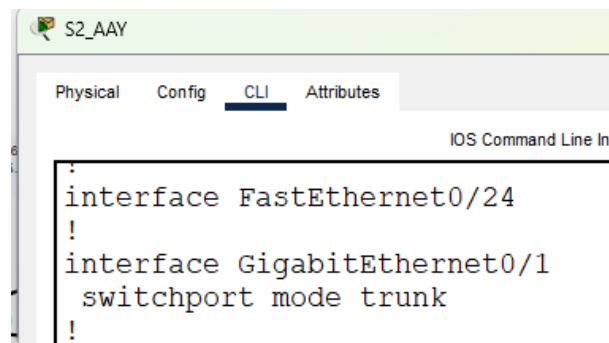 S2_AAY
Physical Config CLI Attributes
IOS Command Line In
!
interface FastEthernet0/24
!
interface GigabitEthernet0/1
switchport mode trunk
!